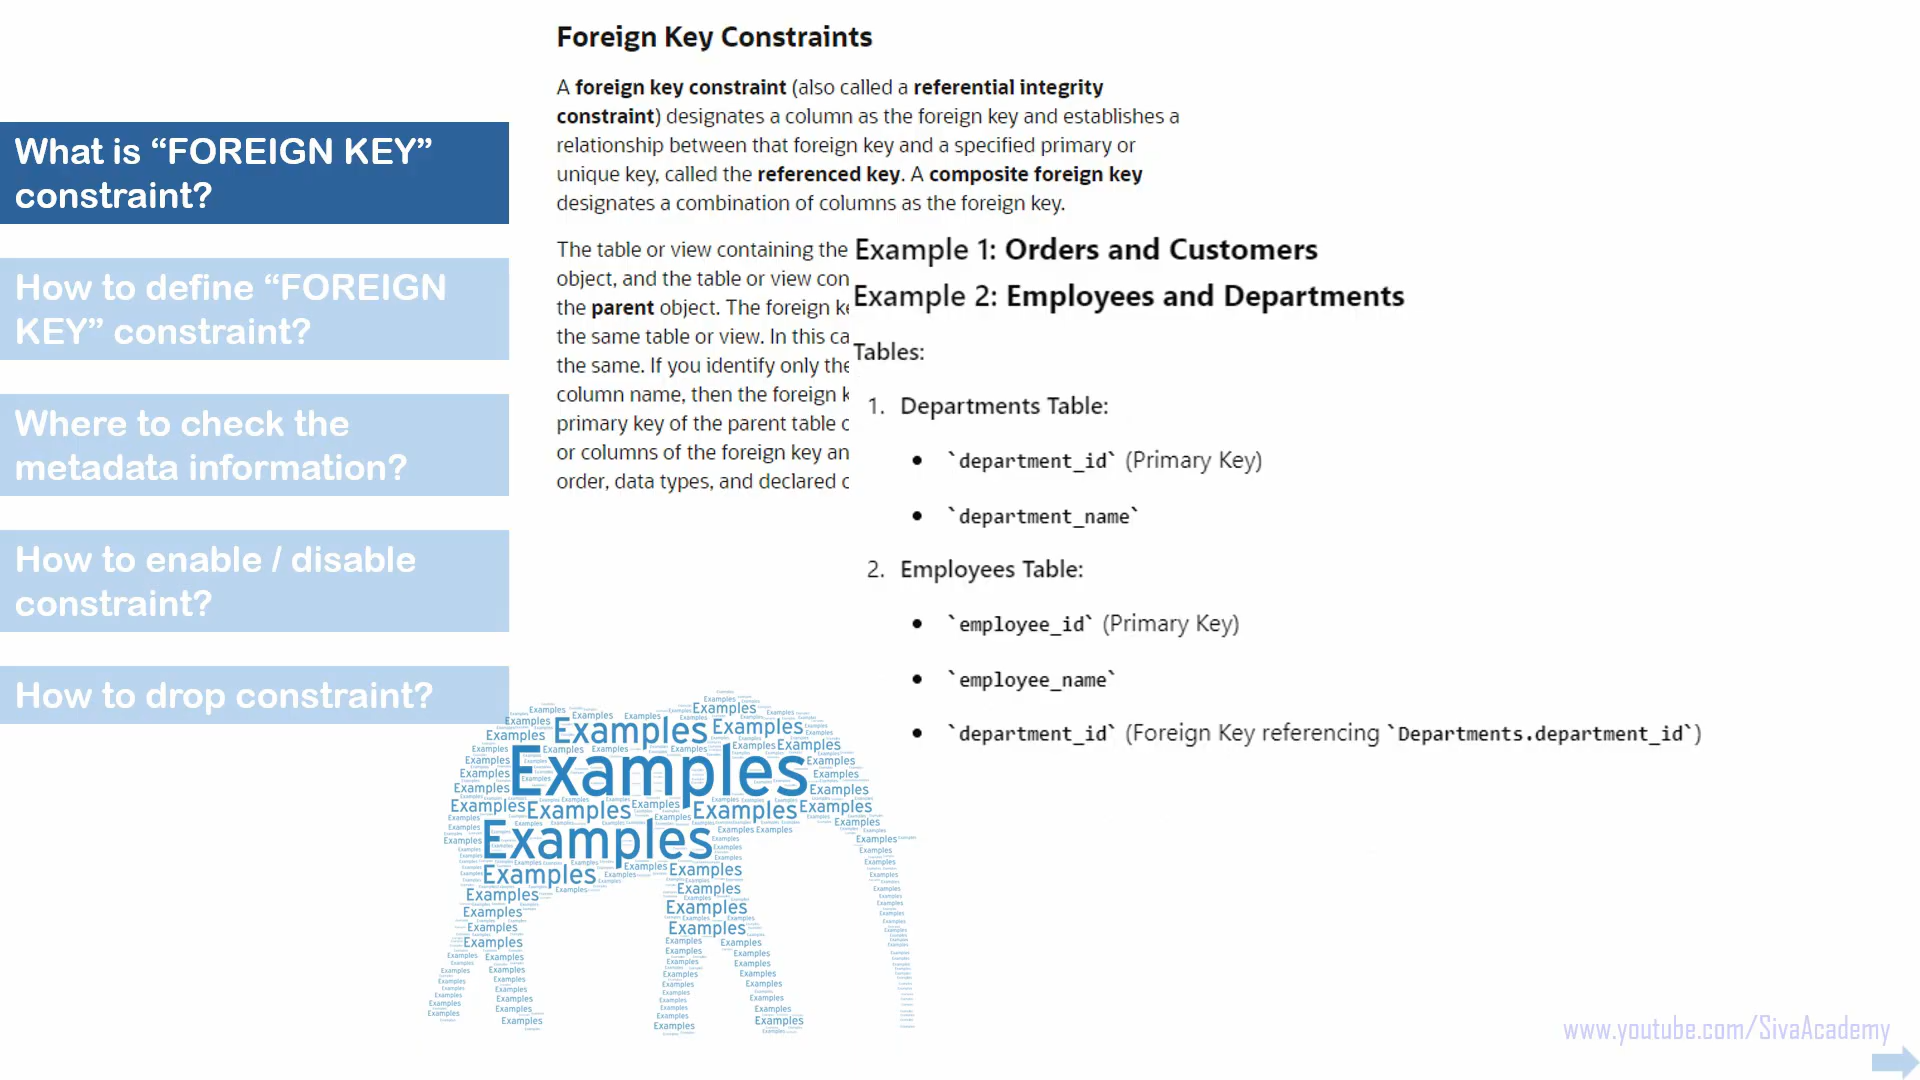 What is “FOREIGN KEY”
constraint?
How to define “FOREIGN
KEY” constraint?
Where to check the
metadata information?
How to enable / disable
constraint?
How to drop constraint?
Foreign Key Constraints
A foreign key constraint (also called a referential integrity
constraint) designates a column as the foreign key and establishes a
relationship between that foreign key and a specified primary or
unique key, called the referenced key. A composite foreign key
designates a combination of columns as the foreign key.
The table or view containing the
object, and the table or view con
the parent object. The foreign k
the same table or view. In this ca
the same. If you identify only the
column name, then the foreign k
primary key of the parent table o
or columns of the foreign key an
order, data types, and declared c
Example 1: Orders and Customers
Example 2: Employees and Departments
Tables:
1. Departments Table:
• `department_id` (Primary Key)
• `department_name`
2. Employees Table:
• `employee_id` (Primary Key)
• `employee_name`
• `department_id` (Foreign Key referencing `Departments.department_id`)
Examples
Examples
Examples
Examples
Examples
Examples
Examples
Examples
Examples
www.youtube.com/SivaAcademy